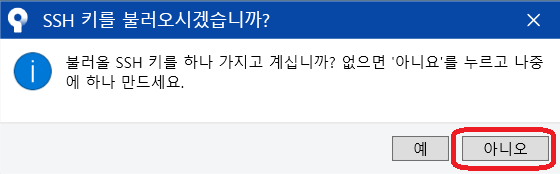 SSH 키를 불러오시겠습니까?
불러올 SSH 키를 하나 가지고 계십니까? 없으면 '아니요'를 누르고 나중
에 하나 만드세요.
예
아니오